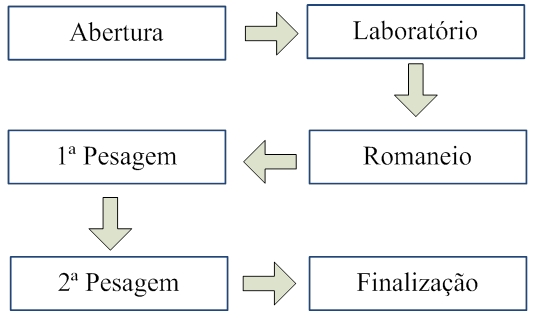 Abertura
Laboratório
Romaneio
1ª Pesagem
2ª Pesagem
Finalização